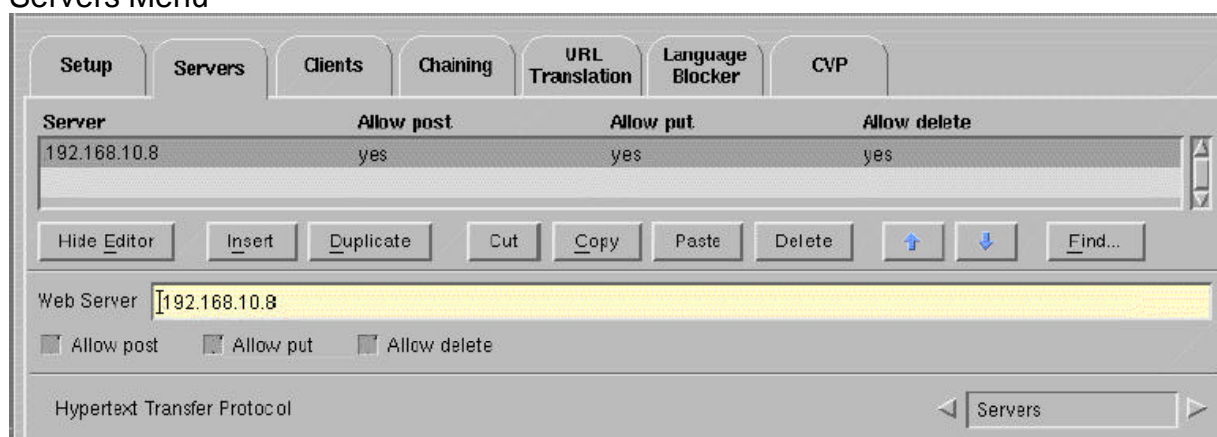 Servers Menu
Setup Servers Clients Chaining URL Translation Language Blocker CVP
Server Allow post Allow put Allow delete
192.168.10.8 yes yes yes
Hide Editor Insert Duplicate Cut Copy Paste Delete Find...
Web Server 192.168.10.8
Allow post Allow put Allow delete
Hypertext Transfer Protocol Servers